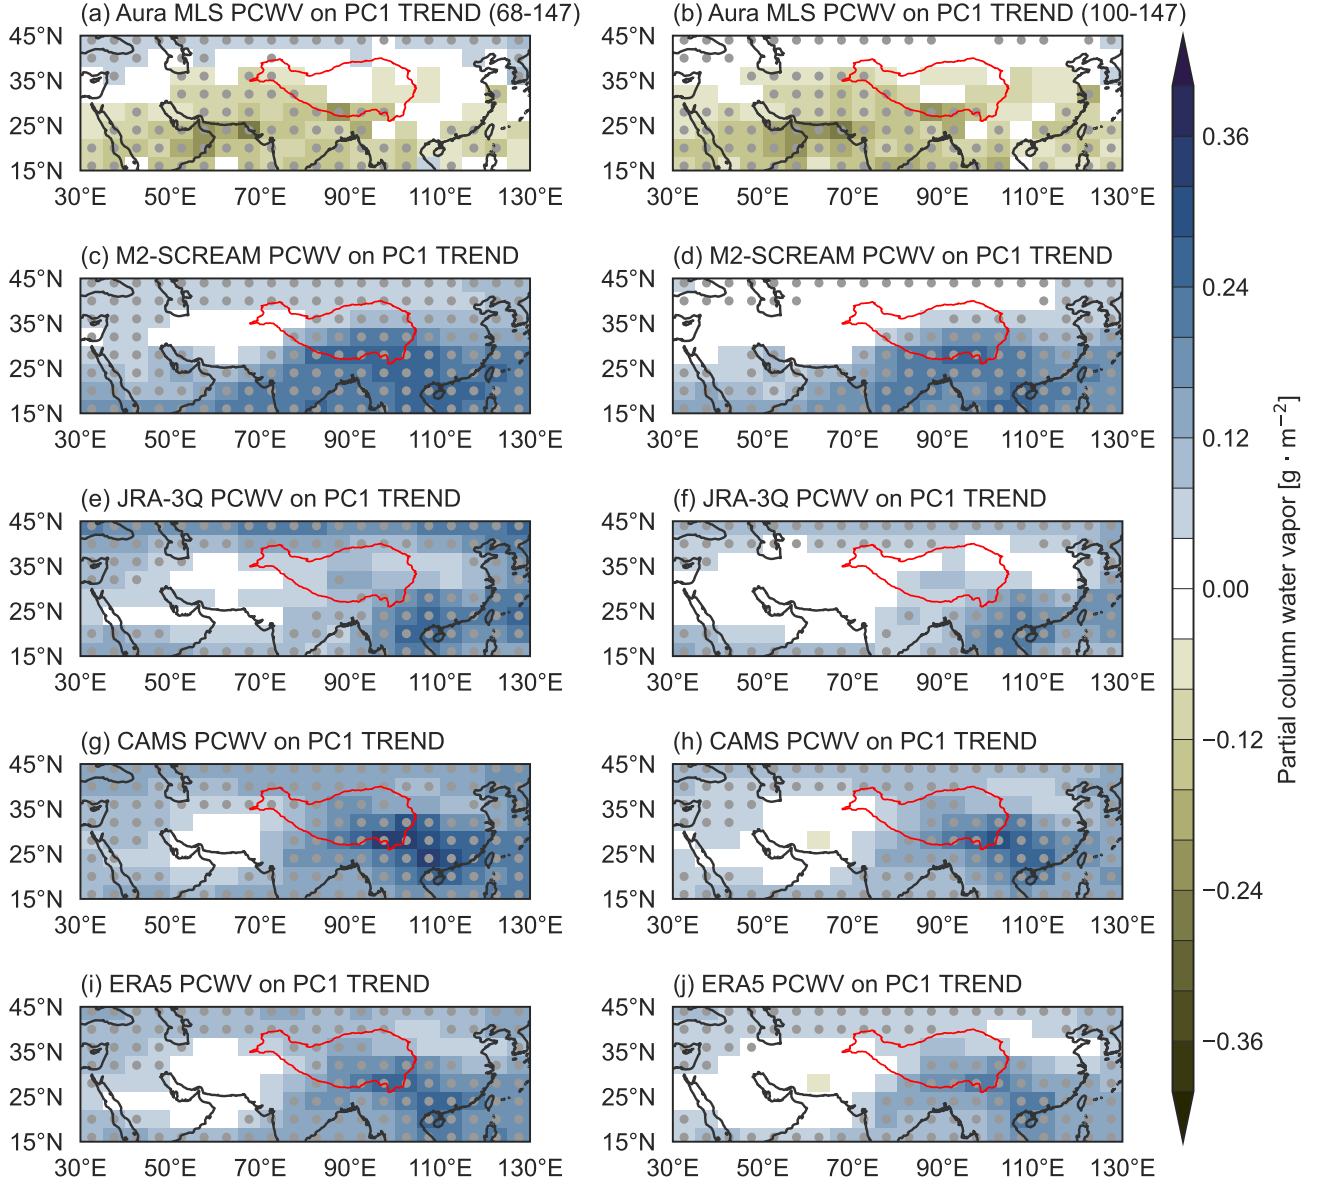 (a) Aura MLS PCWV on PC1 TREND (68-147)
(b) Aura MLS PCWV on PC1 TREND (100-147)
45°N
35°N
25°N
15°N
30°E 50°E 70°E 90°E 110°E 130°E
45°N
35°N
25°N
15°N
30°E 50°E 70°E 90°E 110°E 130°E
(c) M2-SCREAM PCWV on PC1 TREND
(d) M2-SCREAM PCWV on PC1 TREND
45°N
35°N
25°N
15°N
30°E 50°E 70°E 90°E 110°E 130°E
45°N
35°N
25°N
15°N
30°E 50°E 70°E 90°E 110°E 130°E
(e) JRA-3Q PCWV on PC1 TREND
(f) JRA-3Q PCWV on PC1 TREND
45°N
35°N
25°N
15°N
30°E 50°E 70°E 90°E 110°E 130°E
45°N
35°N
25°N
15°N
30°E 50°E 70°E 90°E 110°E 130°E
(g) CAMS PCWV on PC1 TREND
(h) CAMS PCWV on PC1 TREND
45°N
35°N
25°N
15°N
30°E 50°E 70°E 90°E 110°E 130°E
45°N
35°N
25°N
15°N
30°E 50°E 70°E 90°E 110°E 130°E
(i) ERA5 PCWV on PC1 TREND
(j) ERA5 PCWV on PC1 TREND
45°N
35°N
25°N
15°N
30°E 50°E 70°E 90°E 110°E 130°E
45°N
35°N
25°N
15°N
30°E 50°E 70°E 90°E 110°E 130°E
0.36
0.24
0.12
0.00
−0.12
−0.24
−0.36
Partial column water vapor [g · m⁻²]